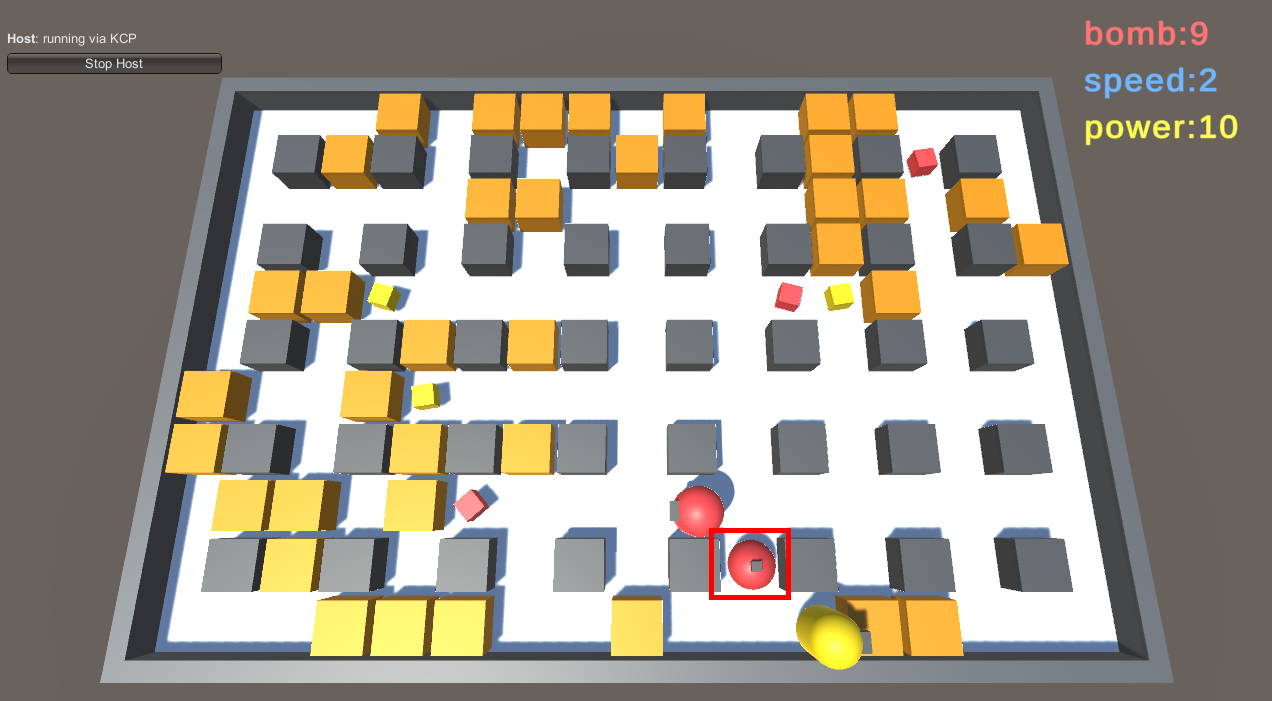 Host: running via KCP
Stop Host
bomb:9
speed:2
power:10